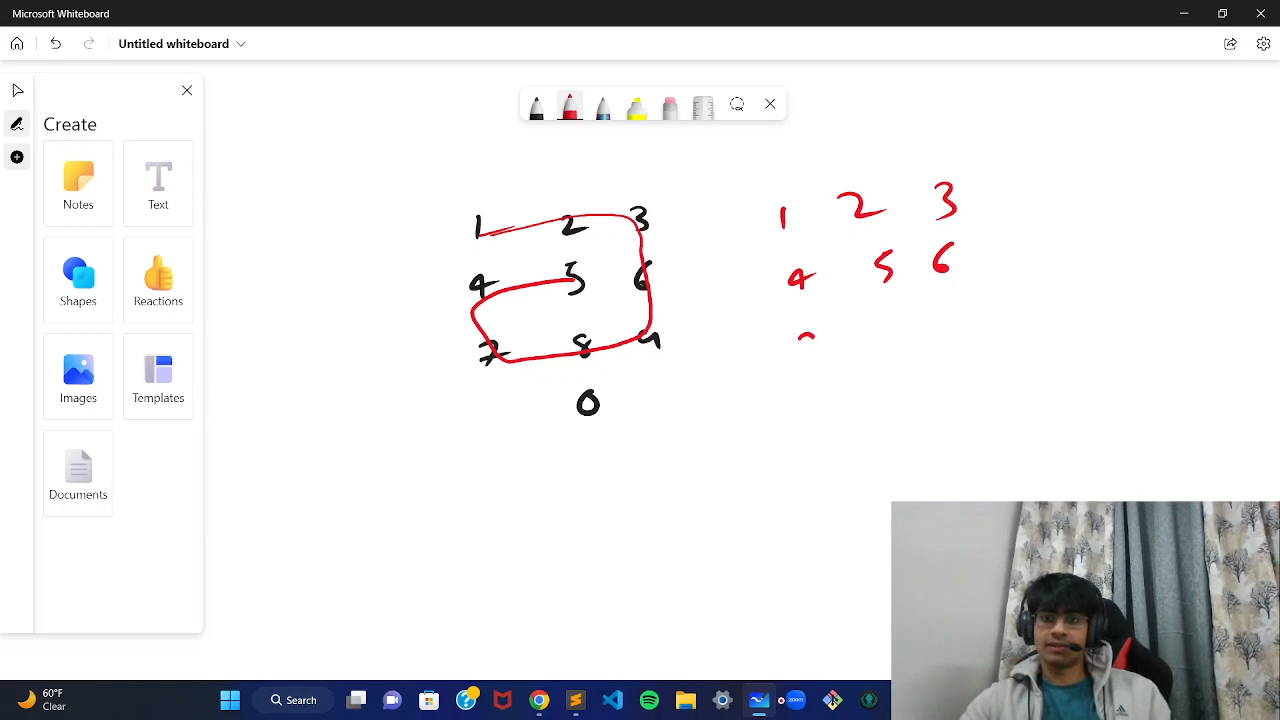 Microsoft Whiteboard
Untitled whiteboard
Create
Notes
Text
Shapes
Reactions
Images
Templates
Documents
1 2 3
4 5 6
7 8 9
0
1 2 3
4 5 6
60°F
Clear
Search
zoom